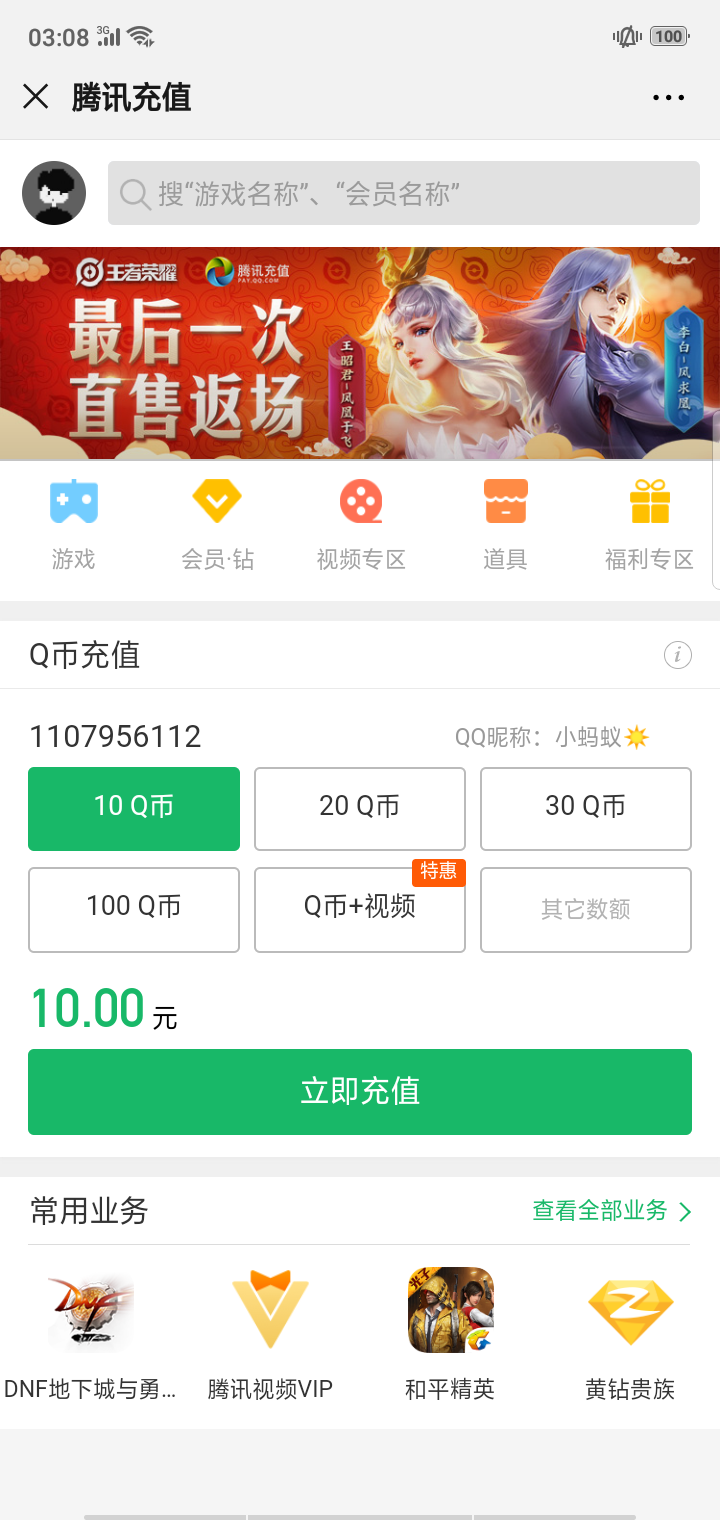 03:08 3G 100
腾讯充值
搜“游戏名称”、“会员名称”
王者荣耀 腾讯充值
PAY.QQ.COM
最后一次
直售返场
王昭君-凤凰于飞
李白-凤求凰
游戏 会员·钻 视频专区 道具 福利专区
Q币充值
1107956112 QQ昵称：小蚂蚁☀️
10 Q币 20 Q币 30 Q币
特惠
100 Q币 Q币+视频 其它数额
10.00 元
立即充值
常用业务 查看全部业务
DNF
光子
DNF地下城与勇... 腾讯视频VIP 和平精英 黄钻贵族